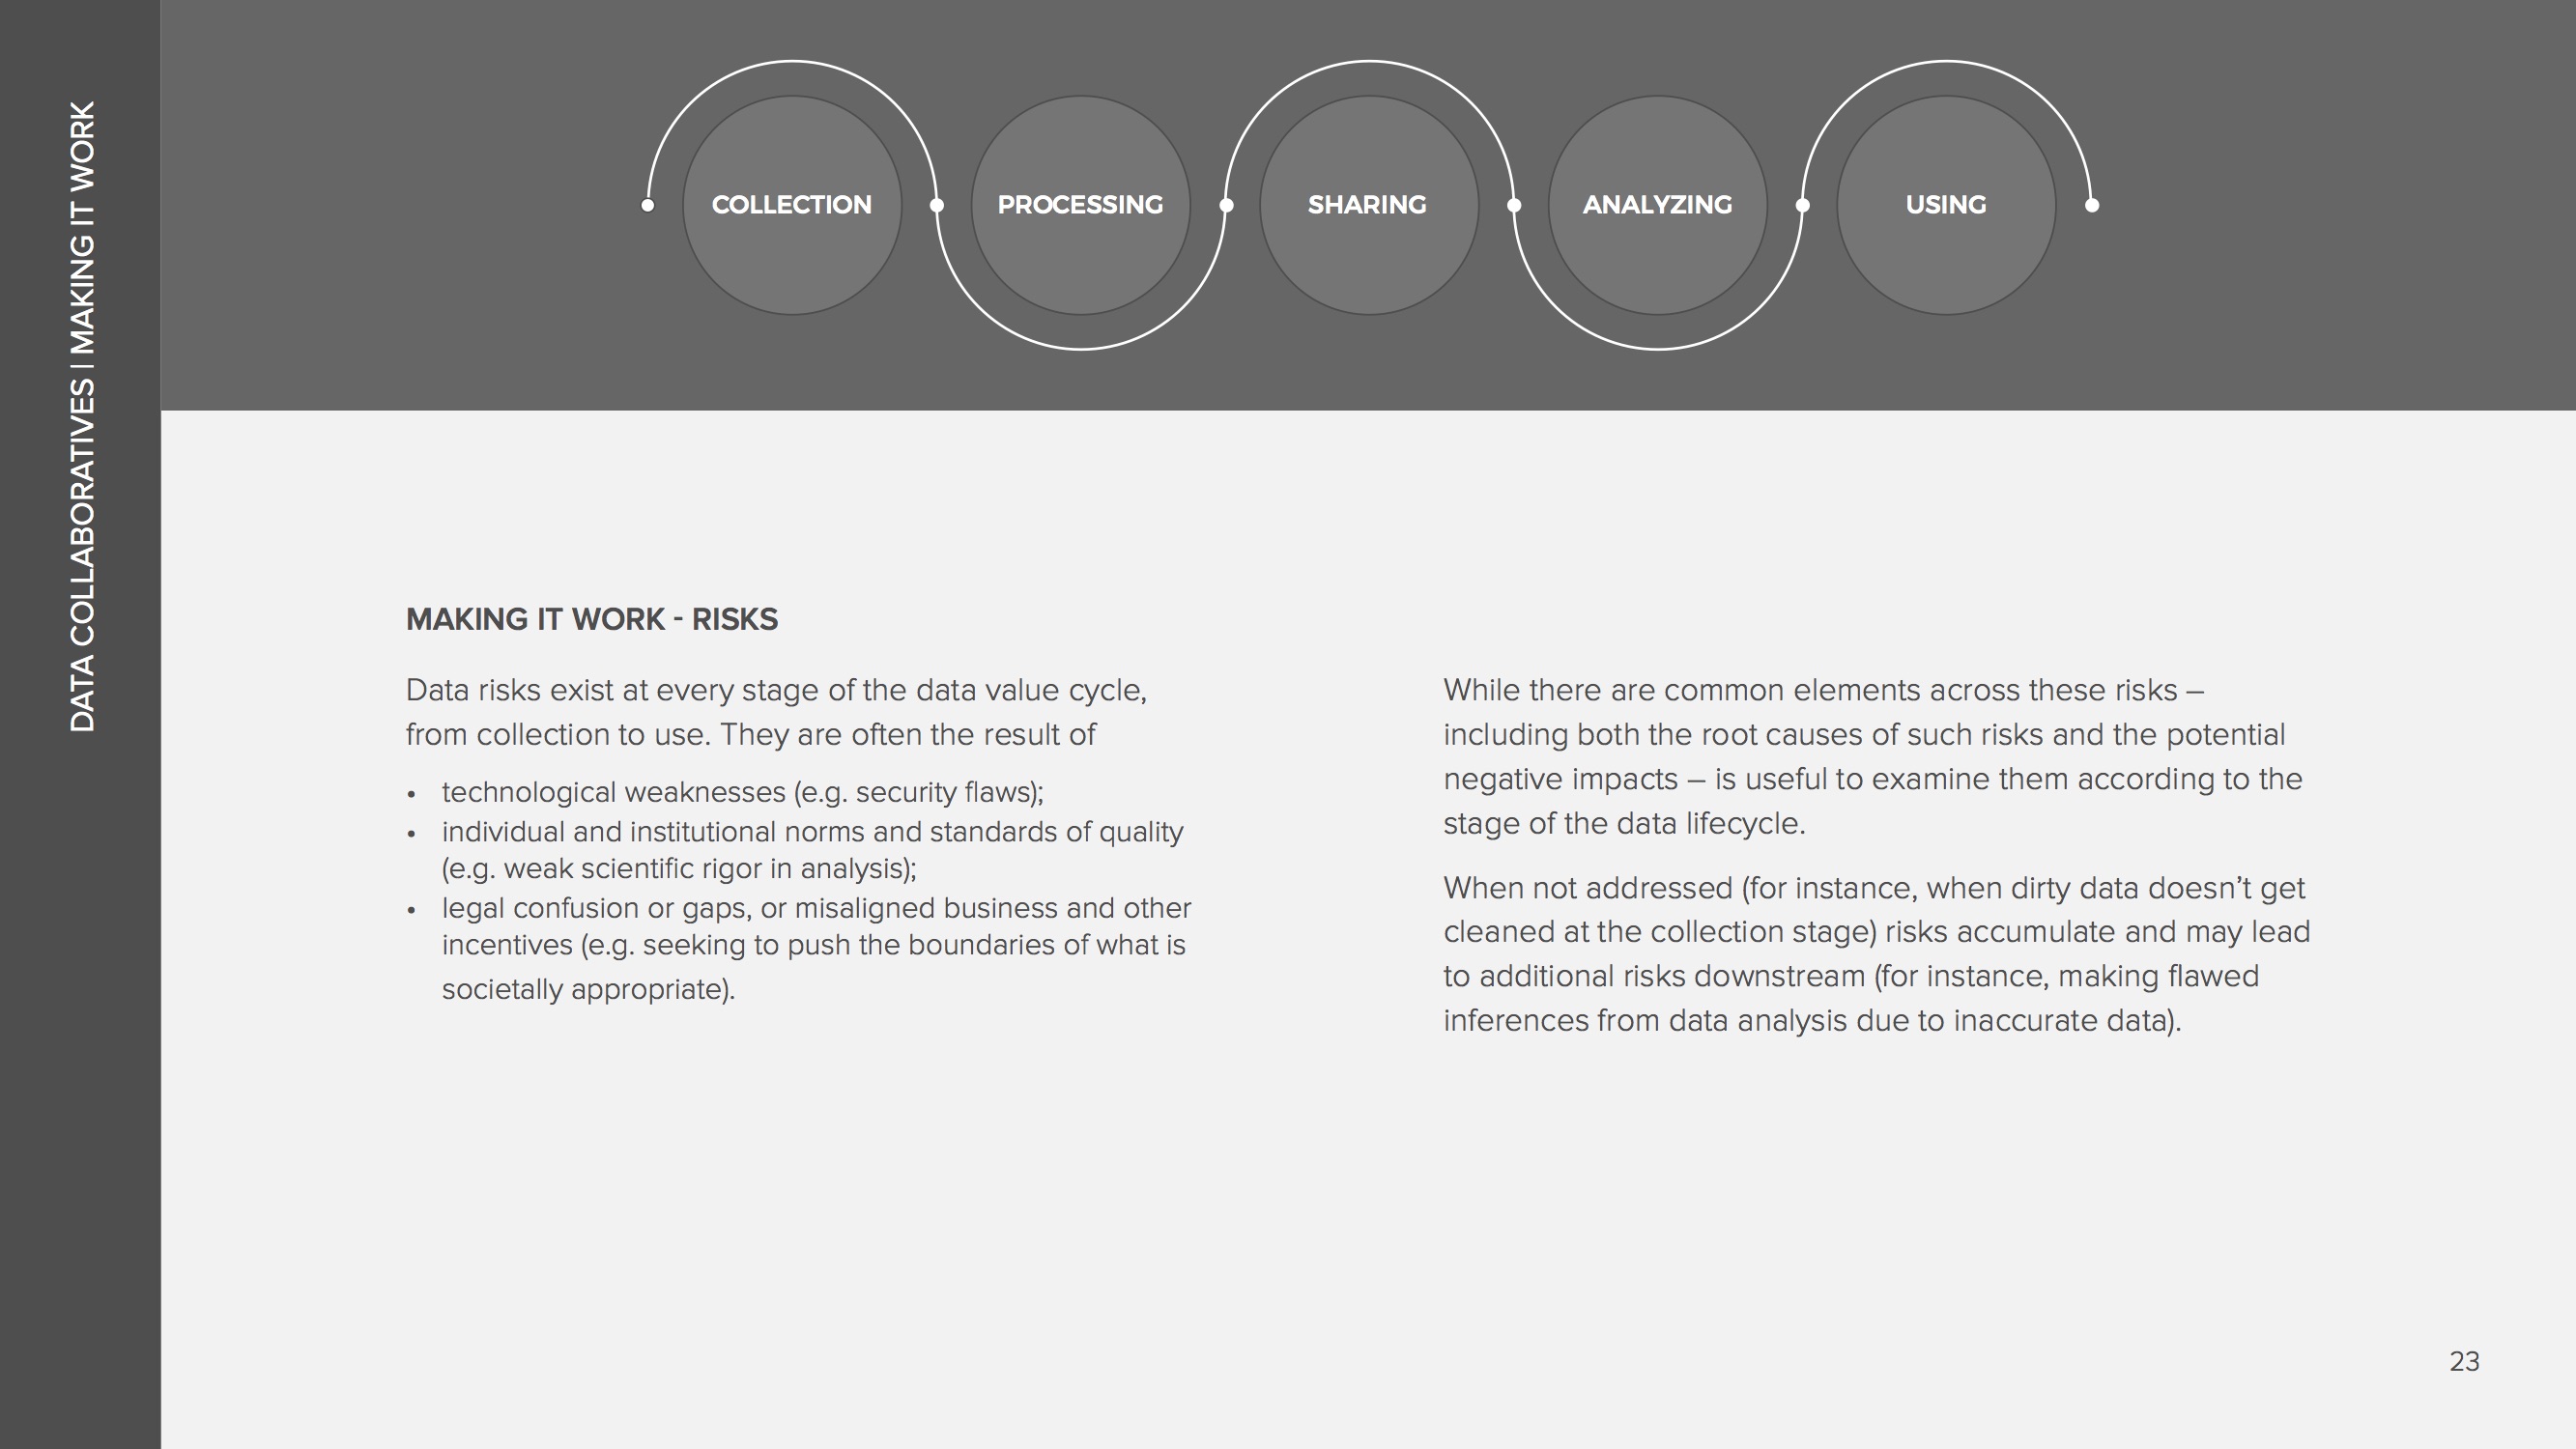 DATA COLLABORATIVES | MAKING IT WORK
COLLECTION
PROCESSING
SHARING
ANALYZING
USING
MAKING IT WORK - RISKS
Data risks exist at every stage of the data value cycle,
from collection to use. They are often the result of
• technological weaknesses (e.g. security flaws);
• individual and institutional norms and standards of quality
(e.g. weak scientific rigor in analysis);
• legal confusion or gaps, or misaligned business and other
incentives (e.g. seeking to push the boundaries of what is
societally appropriate).
While there are common elements across these risks –
including both the root causes of such risks and the potential
negative impacts – is useful to examine them according to the
stage of the data lifecycle.
When not addressed (for instance, when dirty data doesn’t get
cleaned at the collection stage) risks accumulate and may lead
to additional risks downstream (for instance, making flawed
inferences from data analysis due to inaccurate data).
23